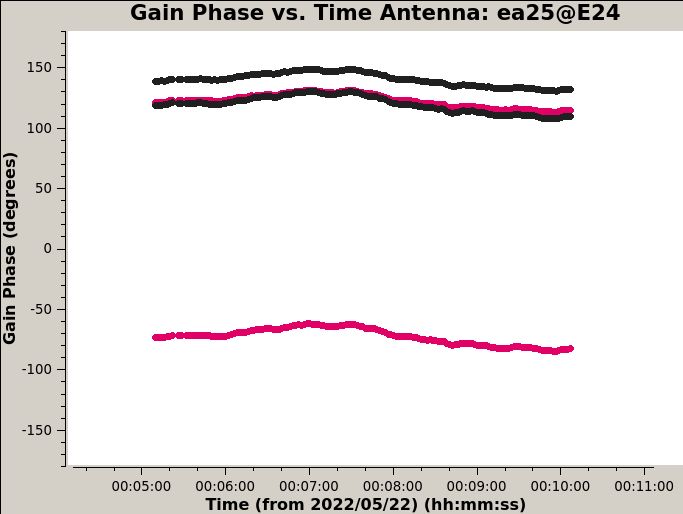 Gain Phase vs. Time Antenna: ea25@E24
Gain Phase (degrees)
150
100
50
0
-50
-100
-150
00:05:00 00:06:00 00:07:00 00:08:00 00:09:00 00:10:00 00:11:00
Time (from 2022/05/22) (hh:mm:ss)